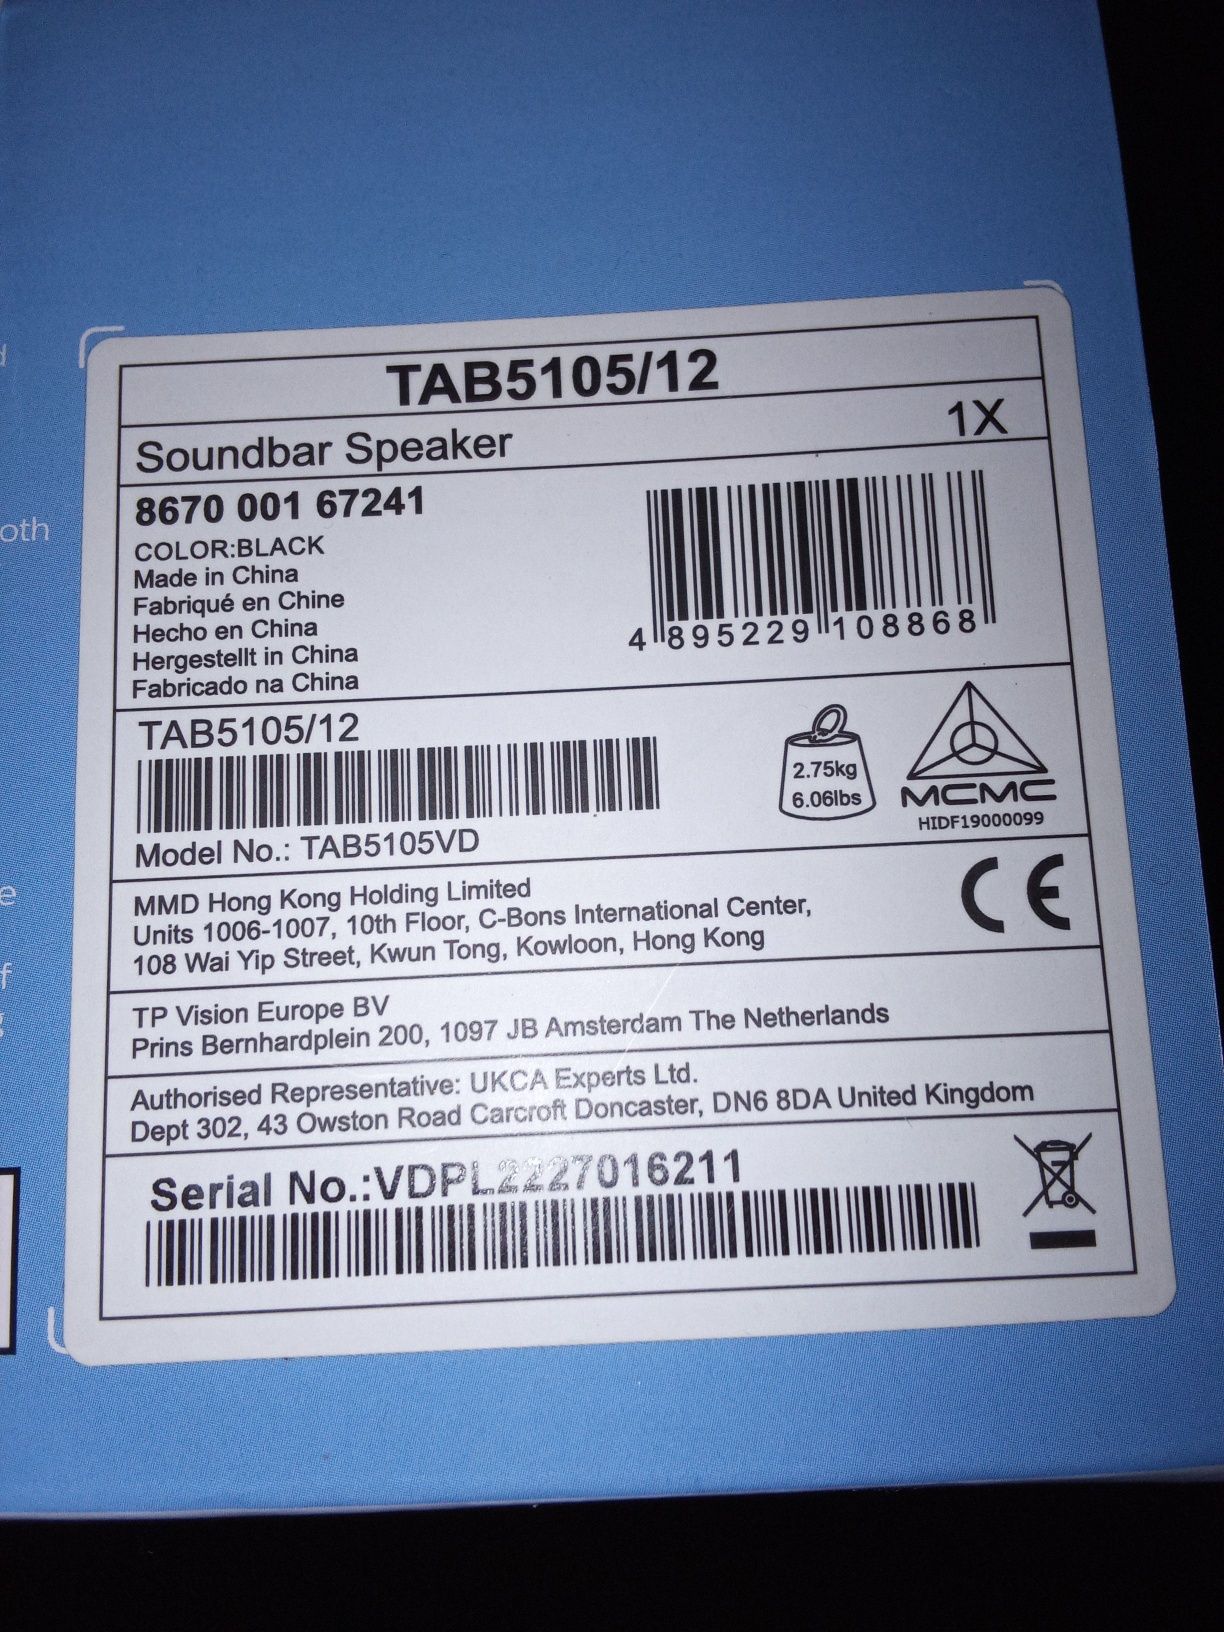 TAB5105/12
Soundbar Speaker 1X
8670 001 67241
COLOR:BLACK
Made in China
Fabriqué en Chine
Hecho en China
Hergestellt in China
Fabricado na China
4 895229 108868
TAB5105/12
Model No.: TAB5105VD
2.75kg
6.06lbs
MCMC
HIDF19000099
MMD Hong Kong Holding Limited
Units 1006-1007, 10th Floor, C-Bons International Center,
108 Wai Yip Street, Kwun Tong, Kowloon, Hong Kong
CE
TP Vision Europe BV
Prins Bernhardplein 200, 1097 JB Amsterdam The Netherlands
Authorised Representative: UKCA Experts Ltd.
Dept 302, 43 Owston Road Carcroft Doncaster, DN6 8DA United Kingdom
Serial No.:VDPL2227016211